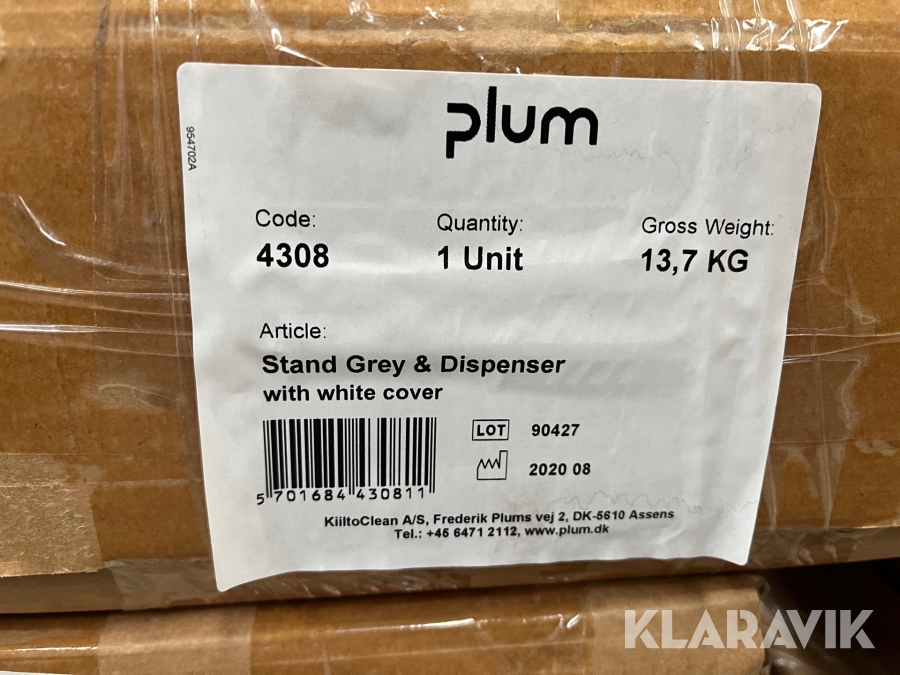 plum
954702A
Code: Quantity: Gross Weight:
4308 1 Unit 13,7 KG
Article:
Stand Grey & Dispenser
with white cover
LOT 90427
2020 08
5 701684 430811
KiiltoClean A/S, Frederik Plums vej 2, DK-5610 Assens
Tel.: +45 6471 2112, www.plum.dk
KLARAVIK